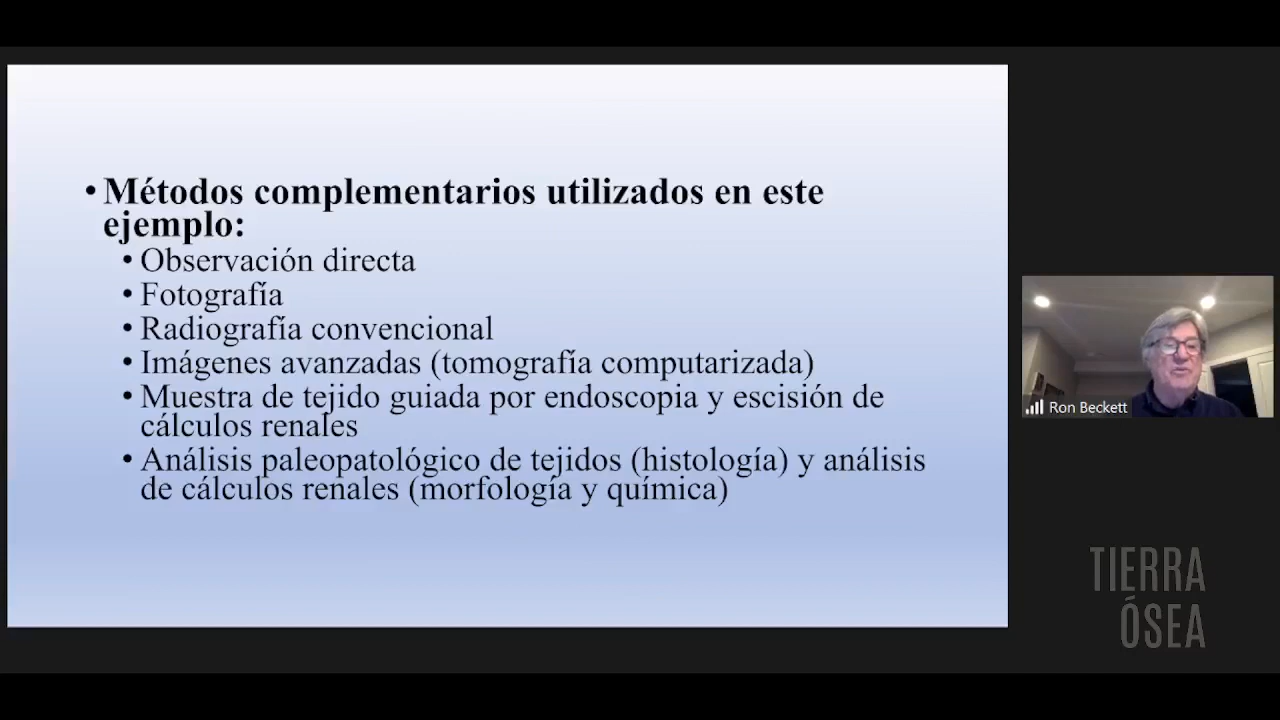 • Métodos complementarios utilizados en este
ejemplo:
• Observación directa
• Fotografía
• Radiografía convencional
• Imágenes avanzadas (tomografía computarizada)
• Muestra de tejido guiada por endoscopia y escisión de
cálculos renales
• Análisis paleopatológico de tejidos (histología) y análisis
de cálculos renales (morfología y química)
Ron Beckett
TIERRA
ÓSEA